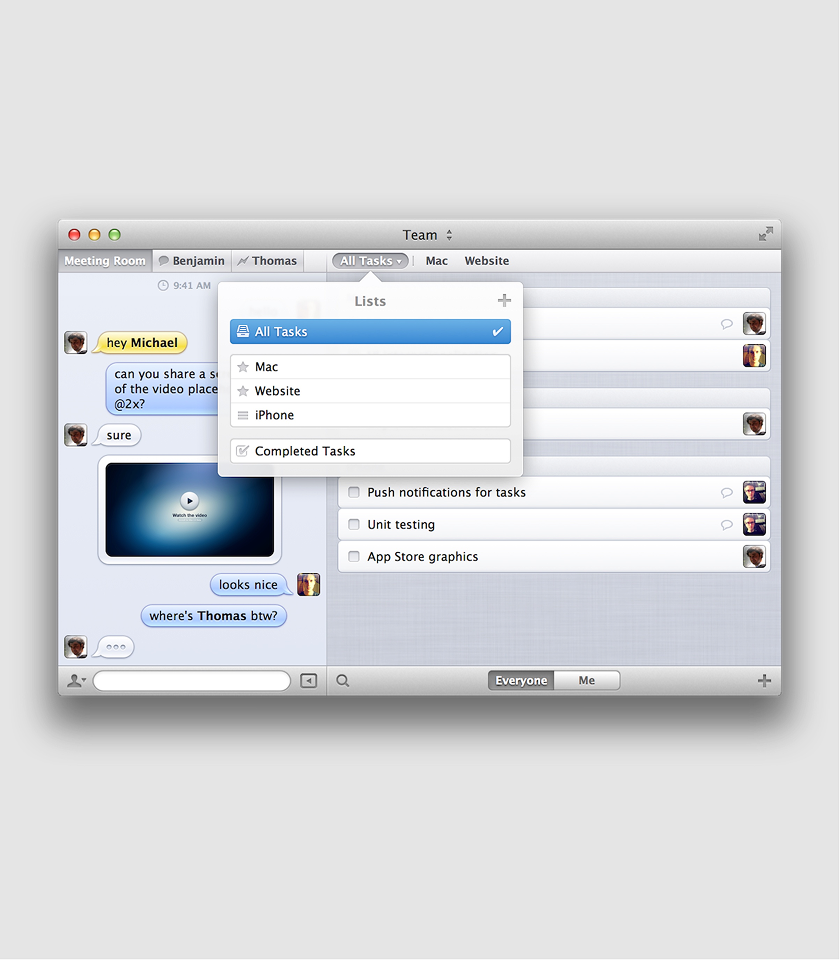 Team
Meeting Room
Benjamin
Thomas
All Tasks
Mac
Website
9:41 AM
hey Michael
can you share a
of the video place
@2x?
sure
Watch the video
looks nice
where's Thomas btw?
Lists
All Tasks
Mac
Website
iPhone
Completed Tasks
Push notifications for tasks
Unit testing
App Store graphics
Everyone
Me